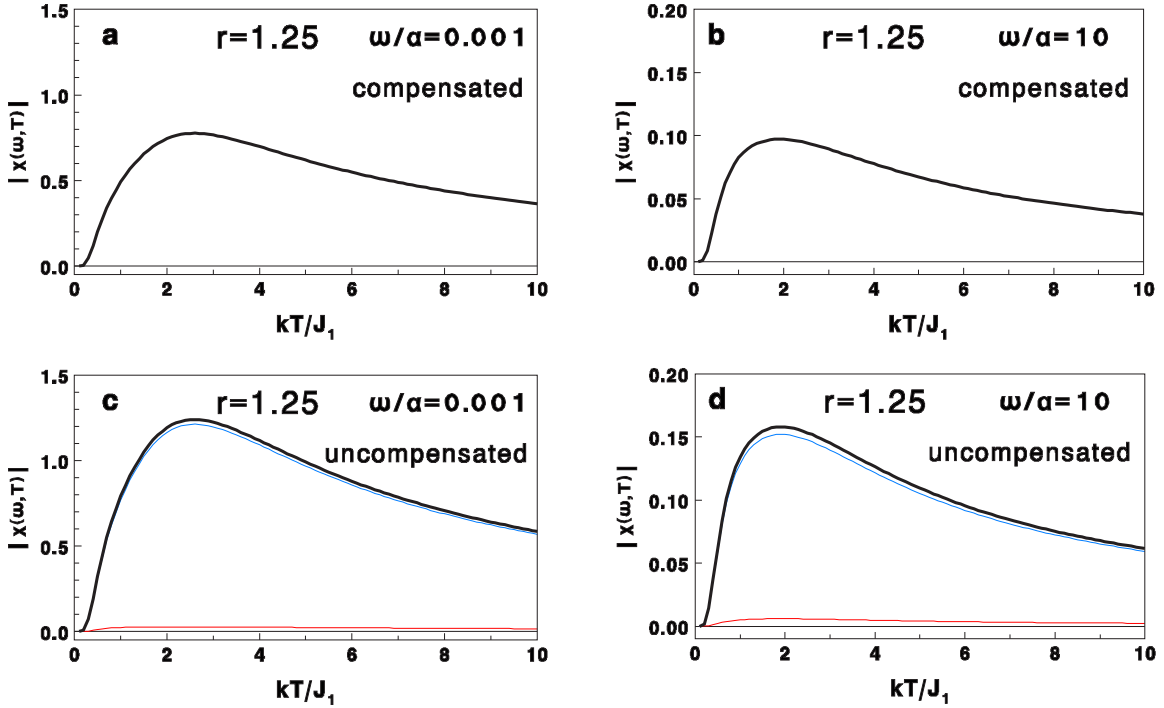 a r=1.25 ω/α=0.001
compensated
| χ(ω,T) |
1.5
1.0
0.5
0.0
0 2 4 6 8 10
kT/J₁
b r=1.25 ω/α=10
compensated
| χ(ω,T) |
0.20
0.15
0.10
0.05
0.00
0 2 4 6 8 10
kT/J₁
c r=1.25 ω/α=0.001
uncompensated
| χ(ω,T) |
1.5
1.0
0.5
0.0
0 2 4 6 8 10
kT/J₁
d r=1.25 ω/α=10
uncompensated
| χ(ω,T) |
0.20
0.15
0.10
0.05
0.00
0 2 4 6 8 10
kT/J₁